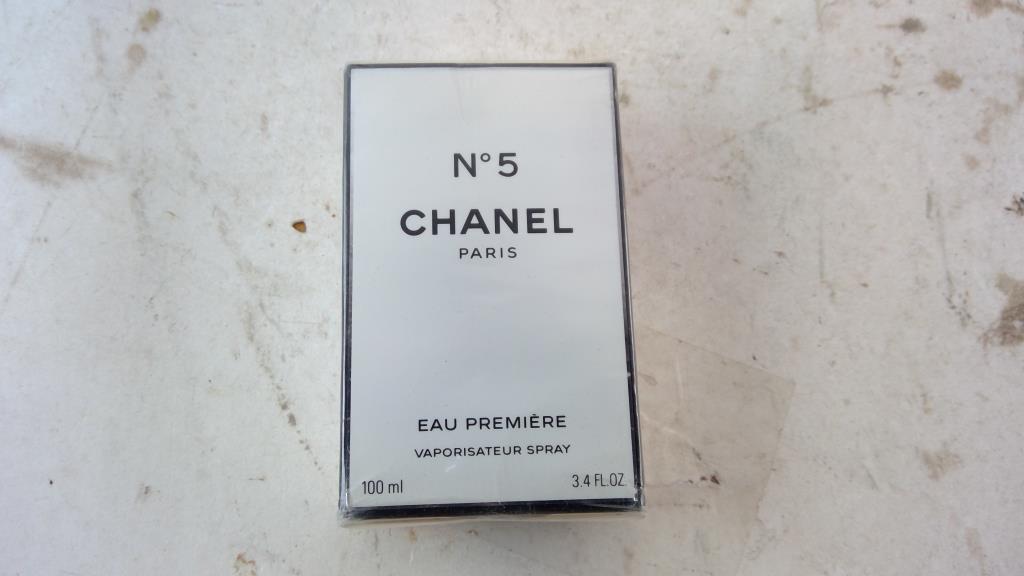 N°5
CHANEL
PARIS
EAU PREMIÈRE
VAPORISATEUR SPRAY
100 ml 3.4 FL.OZ.